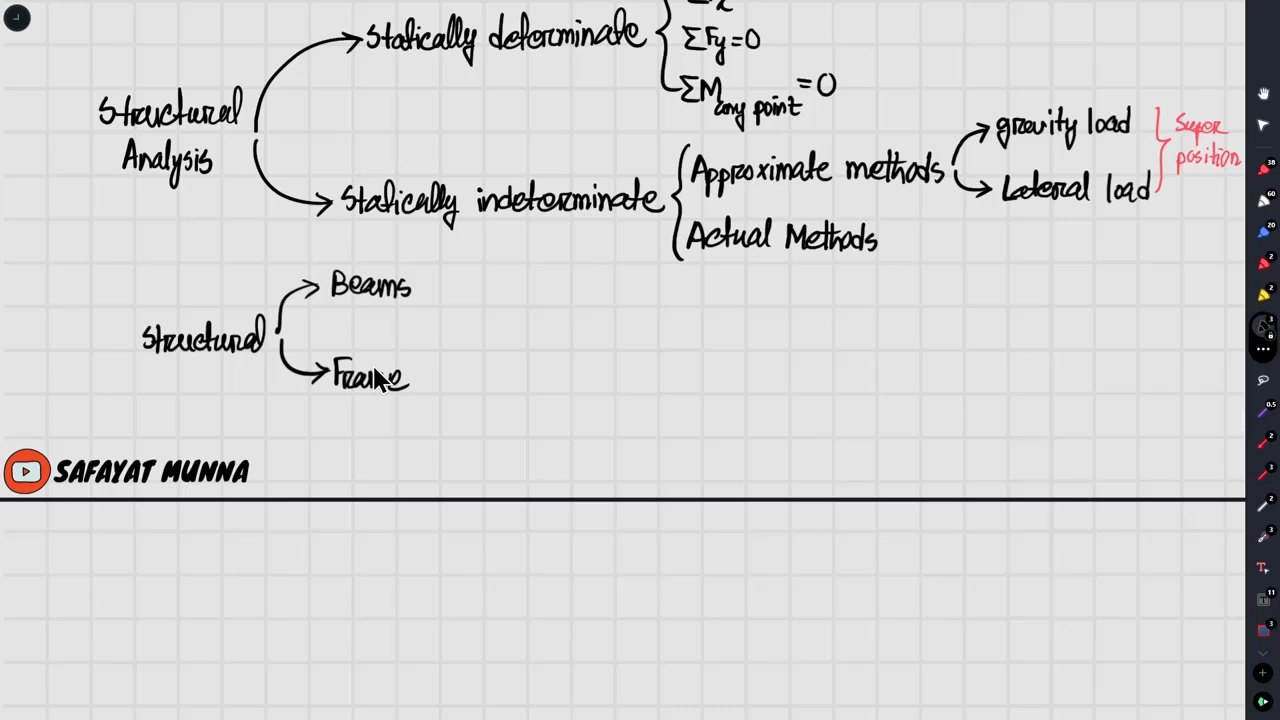 Statically determinate
ΣFy=0
ΣM any point = 0
Structural
Analysis
gravity load
Super
position
Approximate methods
Lateral load
Statically indeterminate
Actual Methods
Beams
Structural
Frame
SAFAYAT MUNNA